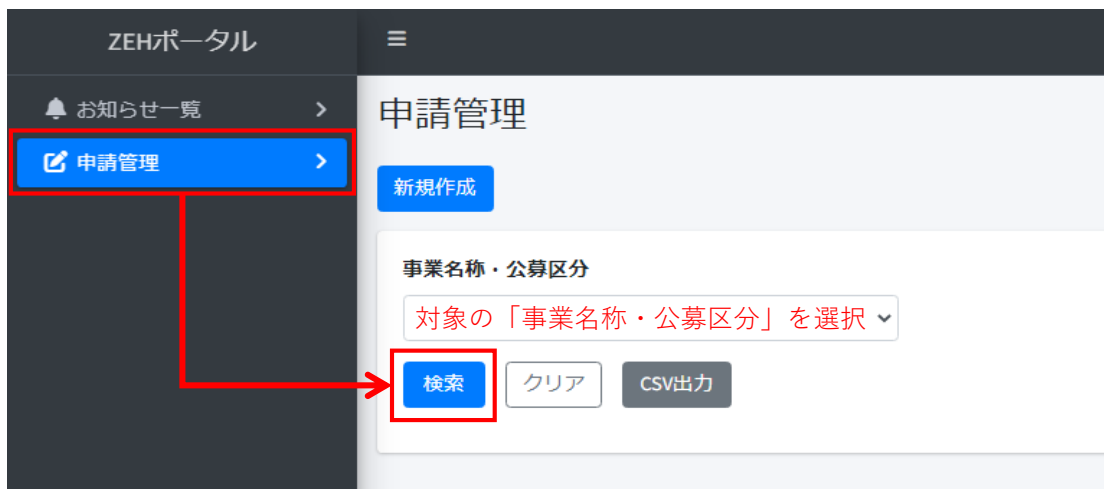 ZEHポータル
お知らせ一覧
申請管理
申請管理
新規作成
事業名称・公募区分
対象の「事業名称・公募区分」を選択
検索
クリア
CSV出力